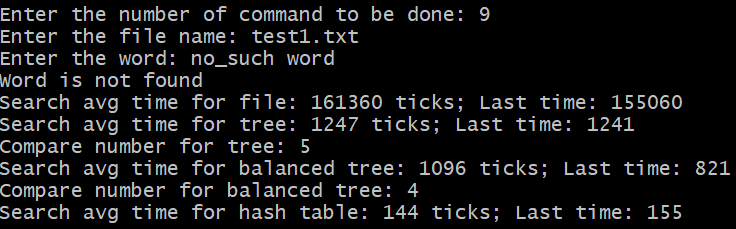 Enter the number of command to be done: 9
Enter the file name: test1.txt
Enter the word: no_such word
Word is not found
Search avg time for file: 161360 ticks; Last time: 155060
Search avg time for tree: 1247 ticks; Last time: 1241
Compare number for tree: 5
Search avg time for balanced tree: 1096 ticks; Last time: 821
Compare number for balanced tree: 4
Search avg time for hash table: 144 ticks; Last time: 155